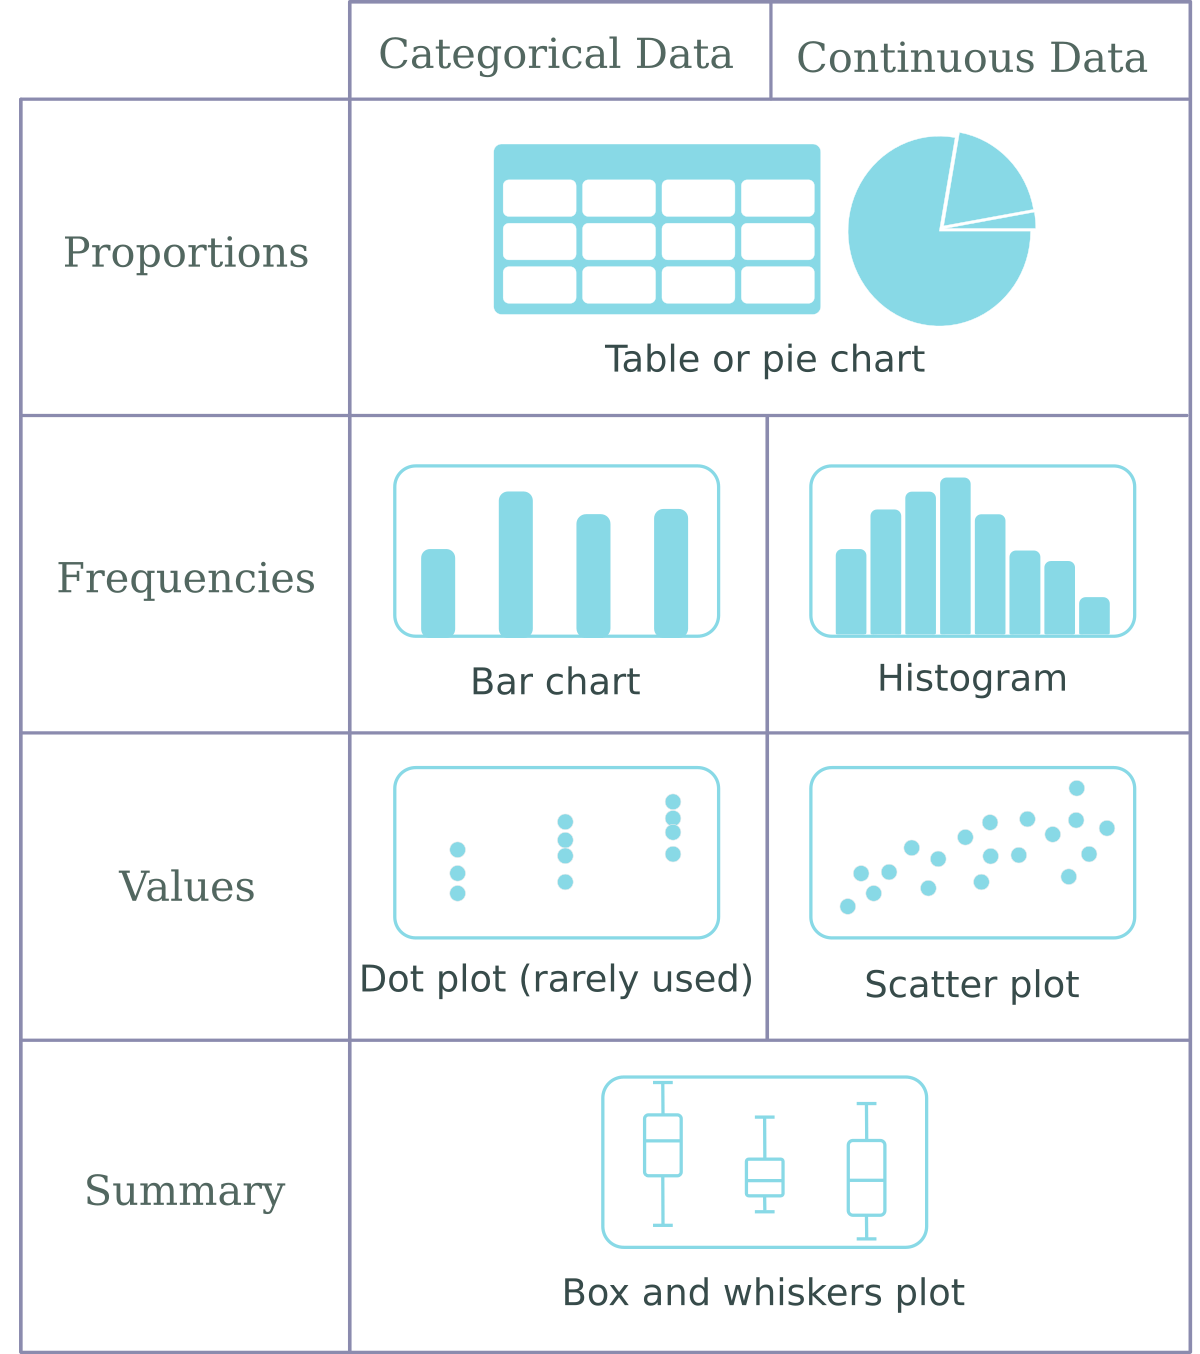 Categorical Data
Continuous Data
Proportions
Table or pie chart
Frequencies
Bar chart
Histogram
Values
Dot plot (rarely used)
Scatter plot
Summary
Box and whiskers plot